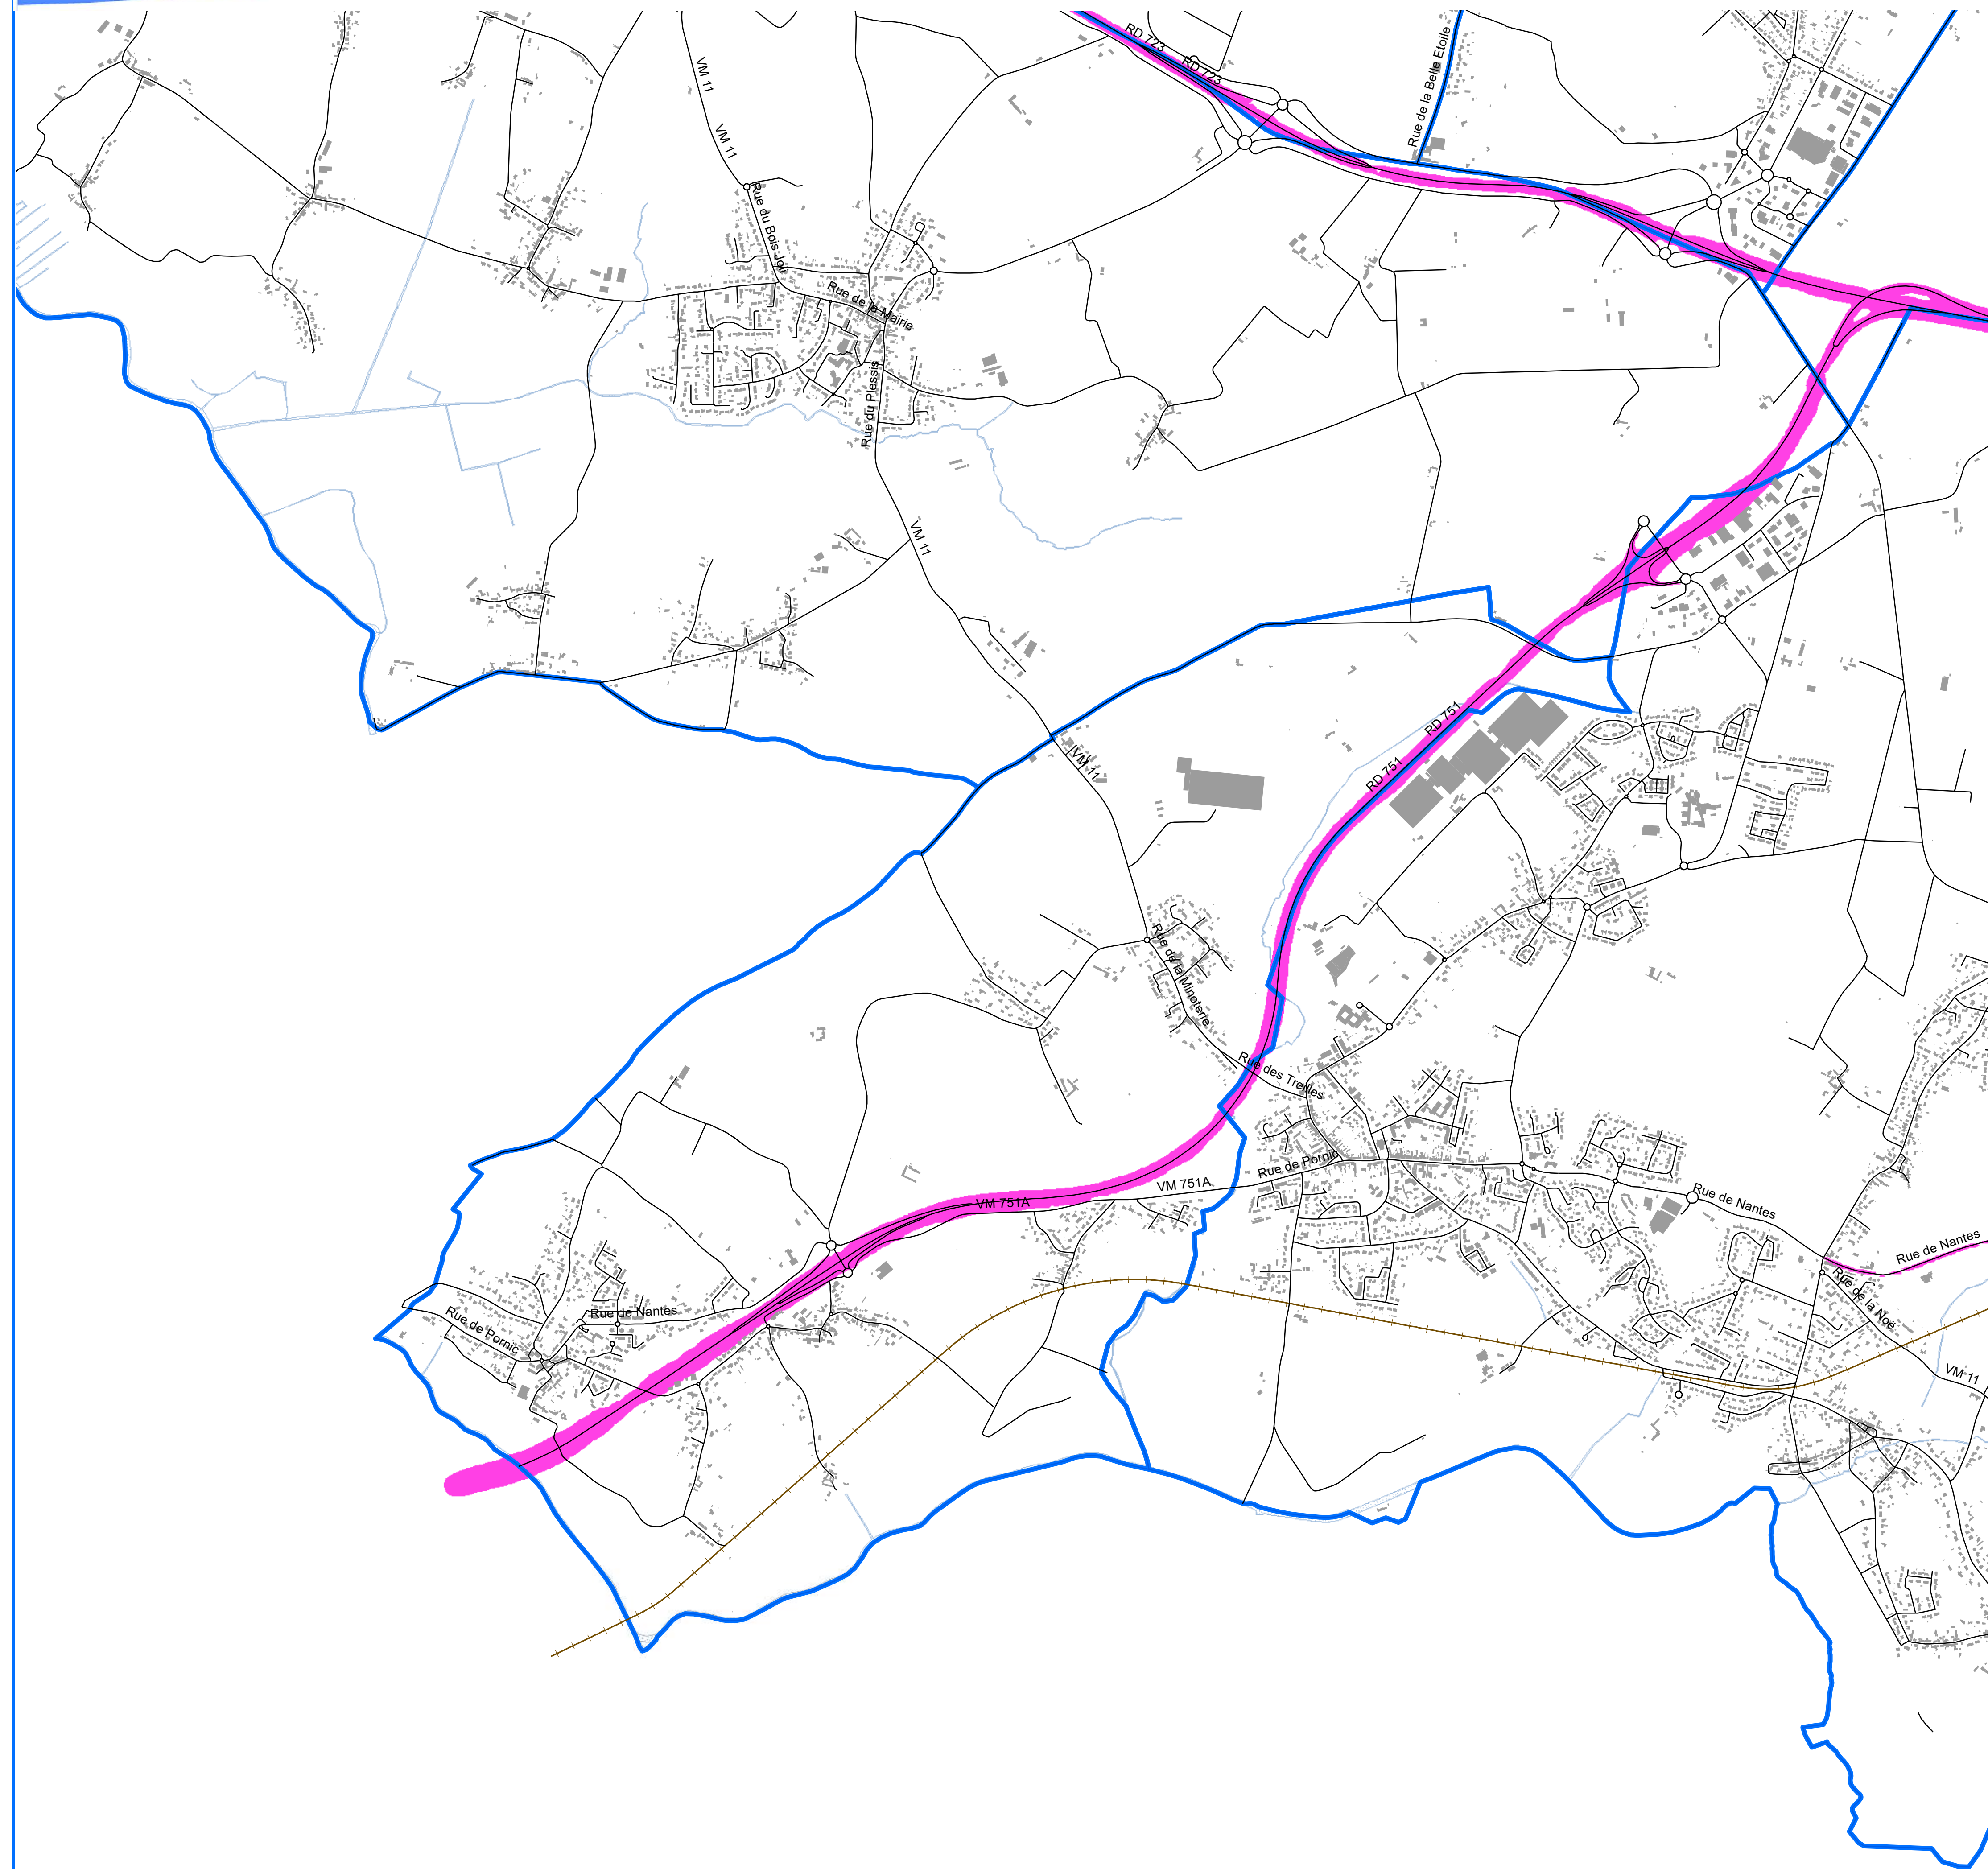 RD 723
RD 723
Rue de la Belle Etoile
VM 11
VM 11
Rue du Bois Joli
Rue de la Mairie
Rue du Plessis
VM 11
RD 751
VM 11
RD 751
Rue de la Minoterie
Rue des Treilles
Rue de Pornic
VM 751A
VM 751A
Rue de Nantes
Rue de Nantes
Rue de la Noé
Rue de Nantes
Rue de Pornic
VM 11